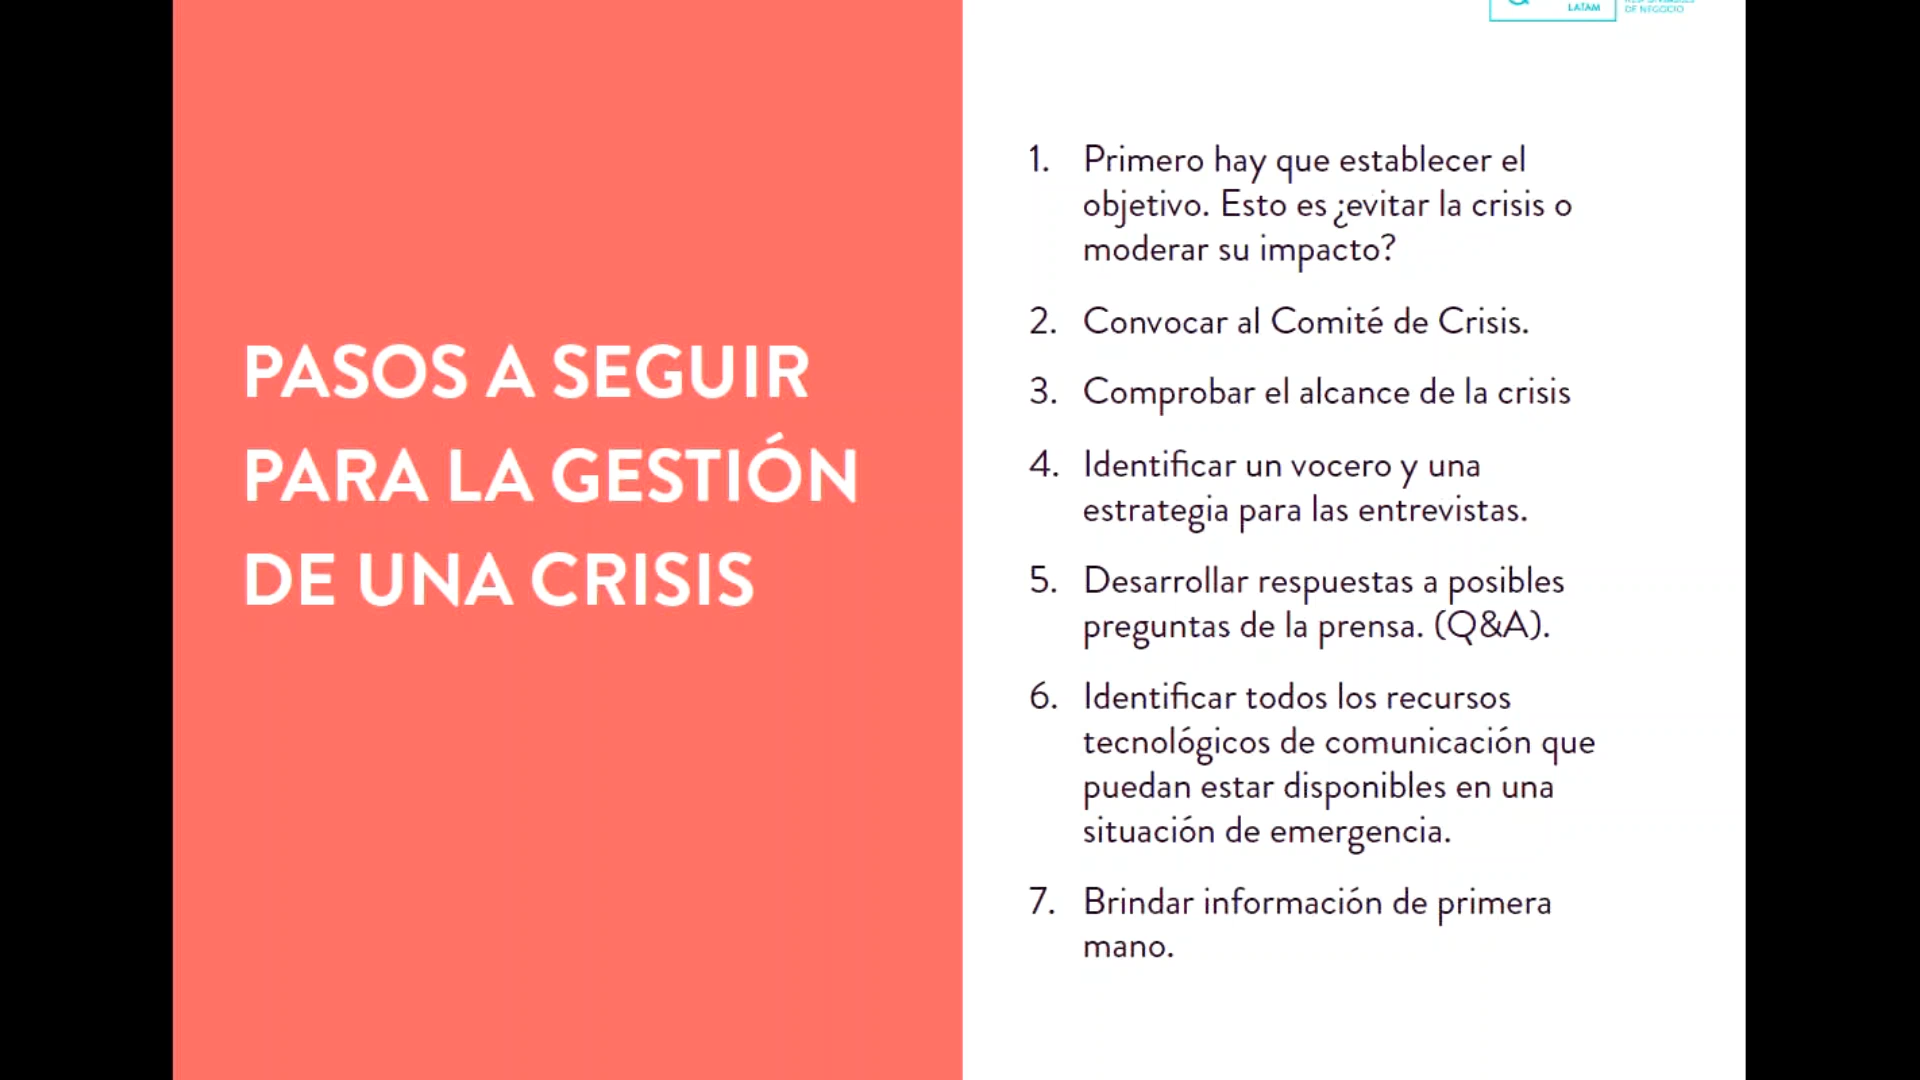 LATAM
DE NEGOCIO
PASOS A SEGUIR
PARA LA GESTIÓN
DE UNA CRISIS
1. Primero hay que establecer el
objetivo. Esto es ¿evitar la crisis o
moderar su impacto?
2. Convocar al Comité de Crisis.
3. Comprobar el alcance de la crisis
4. Identificar un vocero y una
estrategia para las entrevistas.
5. Desarrollar respuestas a posibles
preguntas de la prensa. (Q&A).
6. Identificar todos los recursos
tecnológicos de comunicación que
puedan estar disponibles en una
situación de emergencia.
7. Brindar información de primera
mano.